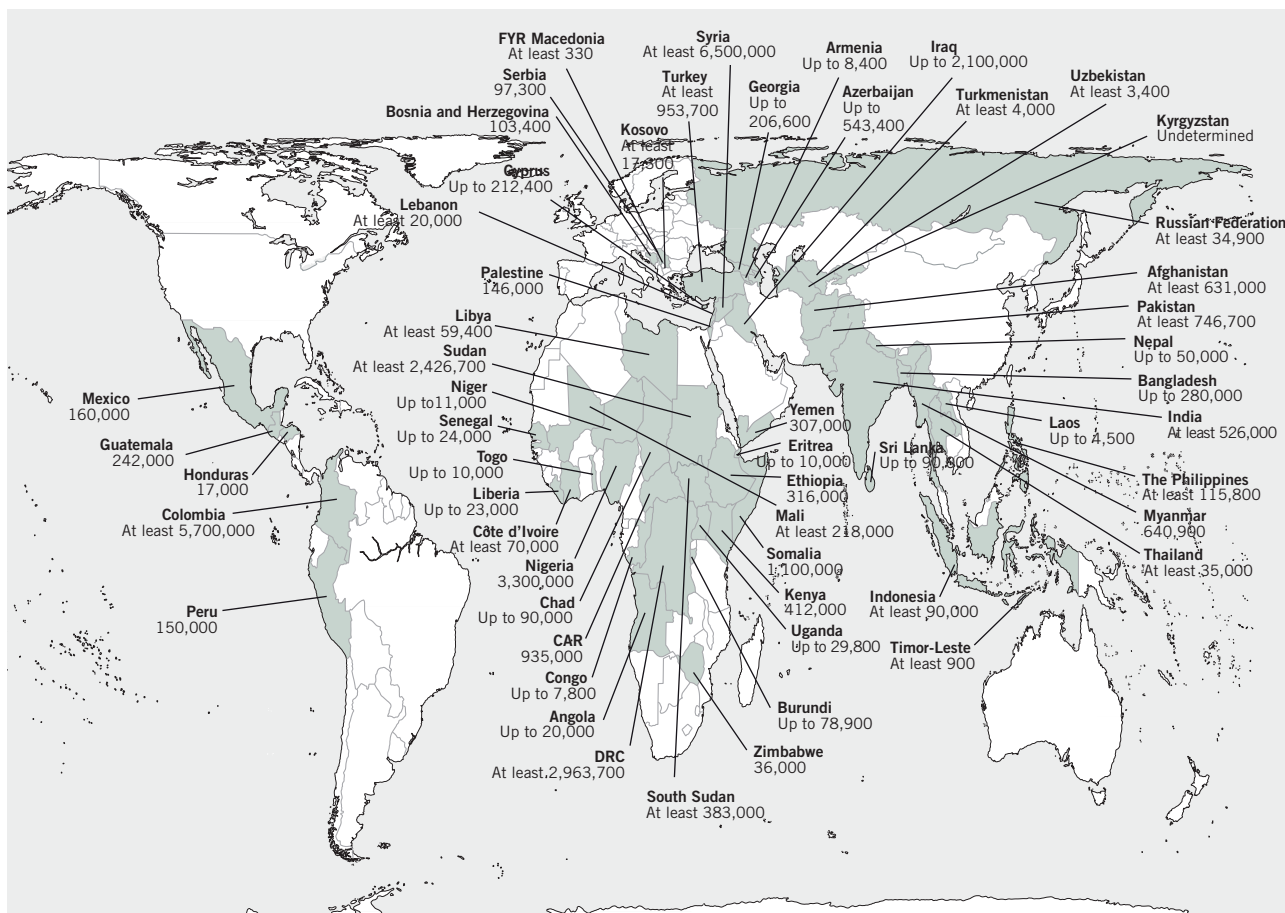 FYR Macedonia
At least 330
Serbia
97,300
Bosnia and Herzegovina
103,400
Kosovo
At least
17,300
Cyprus
Up to 212,400
Lebanon
At least 20,000
Palestine
146,000
Syria
At least 6,500,000
Turkey
At least
953,700
Georgia
Up to
206,600
Armenia
Up to 8,400
Azerbaijan
Up to
543,400
Iraq
Up to 2,100,000
Turkmenistan
At least 4,000
Uzbekistan
At least 3,400
Kyrgyzstan
Undetermined
Russian Federation
At least 34,900
Afghanistan
At least 631,000
Pakistan
At least 746,700
Nepal
Up to 50,000
Bangladesh
Up to 280,000
India
At least 526,000
Laos
Up to 4,500
Sri Lanka
Up to 90,000
The Philippines
At least 115,800
Myanmar
640,900
Thailand
At least 35,000
Indonesia
At least 90,000
Timor-Leste
At least 900
Libya
At least 59,400
Sudan
At least 2,426,700
Niger
Up to11,000
Senegal
Up to 24,000
Togo
Up to 10,000
Liberia
Up to 23,000
Côte d'Ivoire
At least 70,000
Nigeria
3,300,000
Chad
Up to 90,000
CAR
935,000
Congo
Up to 7,800
Angola
Up to 20,000
DRC
At least 2,963,700
South Sudan
At least 383,000
Zimbabwe
36,000
Burundi
Up to 78,900
Uganda
Up to 29,800
Kenya
412,000
Somalia
1,100,000
Mali
At least 218,000
Ethiopia
316,000
Eritrea
Up to 10,000
Yemen
307,000
Mexico
160,000
Guatemala
242,000
Honduras
17,000
Colombia
At least 5,700,000
Peru
150,000